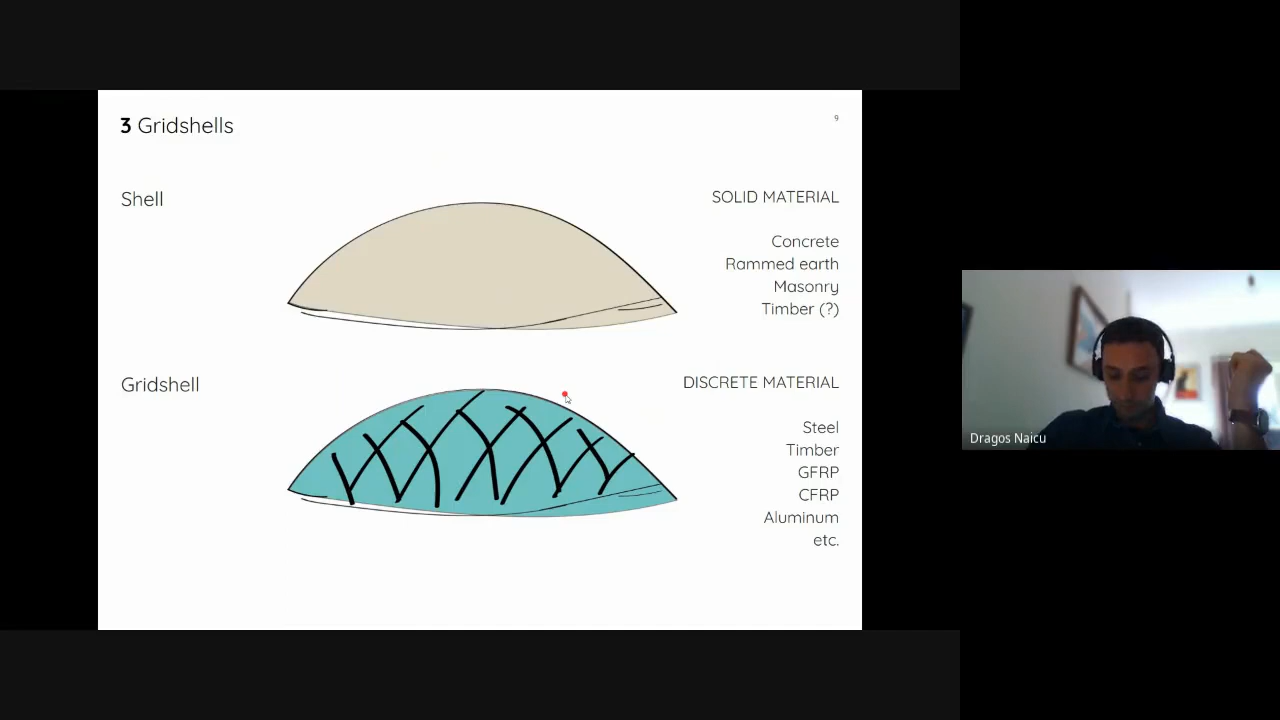 3 Gridshells
9
Shell
SOLID MATERIAL
Concrete
Rammed earth
Masonry
Timber (?)
Gridshell
DISCRETE MATERIAL
Steel
Timber
GFRP
CFRP
Aluminum
etc.
Dragos Naicu